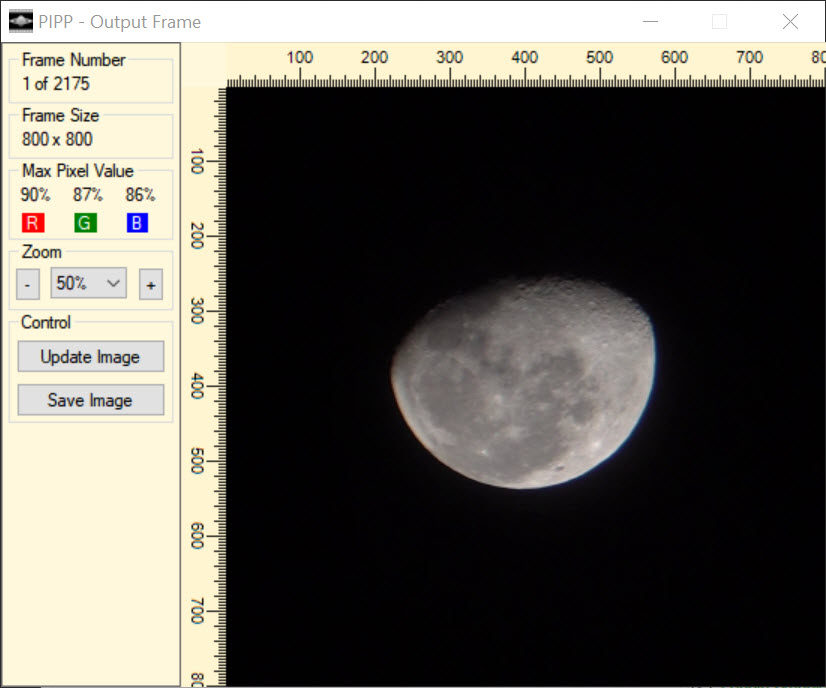 PIPP - Output Frame
Frame Number
1 of 2175
Frame Size
800 x 800
Max Pixel Value
90% 87% 86%
R G B
Zoom
- 50% +
Control
Update Image
Save Image
100 200 300 400 500 600 700 80
100
200
300
400
500
600
700
80